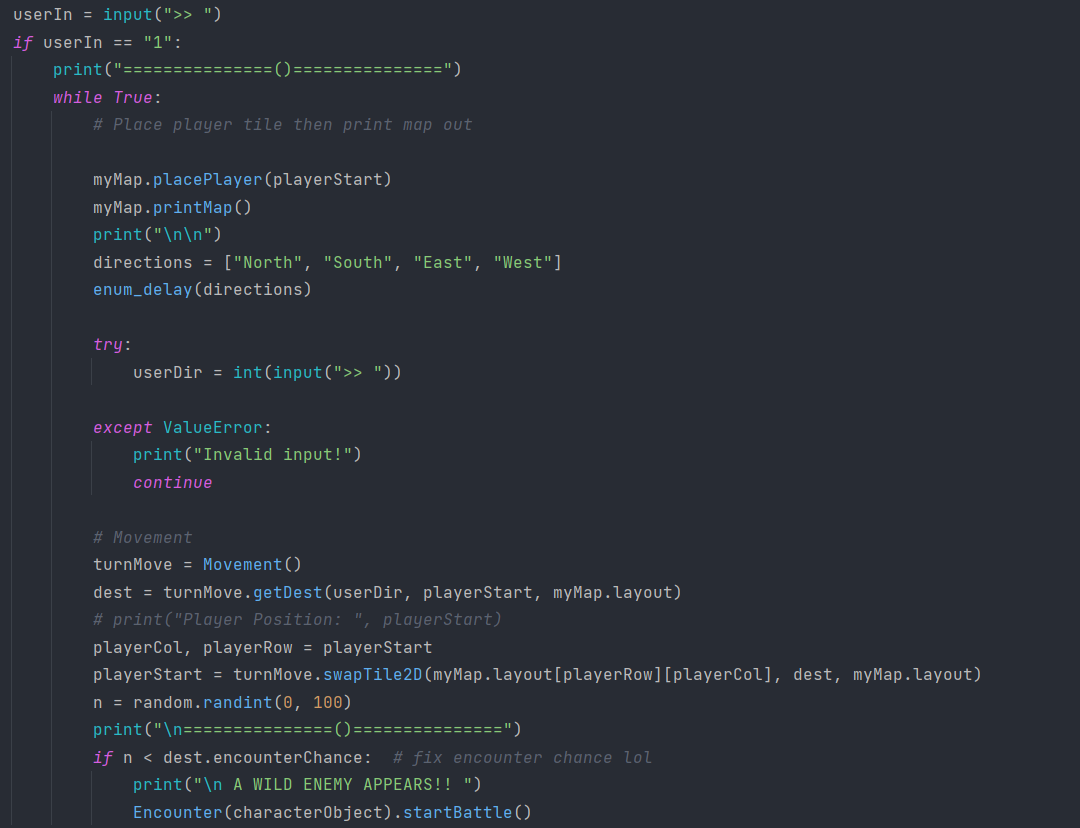 userIn = input(">> ")
if userIn == "1":
    print("===============()===============")
    while True:
        # Place player tile then print map out

        myMap.placePlayer(playerStart)
        myMap.printMap()
        print("\n\n")
        directions = ["North", "South", "East", "West"]
        enum_delay(directions)

        try:
            userDir = int(input(">> "))

        except ValueError:
            print("Invalid input!")
            continue

        # Movement
        turnMove = Movement()
        dest = turnMove.getDest(userDir, playerStart, myMap.layout)
        # print("Player Position: ", playerStart)
        playerCol, playerRow = playerStart
        playerStart = turnMove.swapTile2D(myMap.layout[playerRow][playerCol], dest, myMap.layout)
        n = random.randint(0, 100)
        print("\n===============()===============")
        if n < dest.encounterChance:  # fix encounter chance lol
            print("\n A WILD ENEMY APPEARS!! ")
            Encounter(characterObject).startBattle()